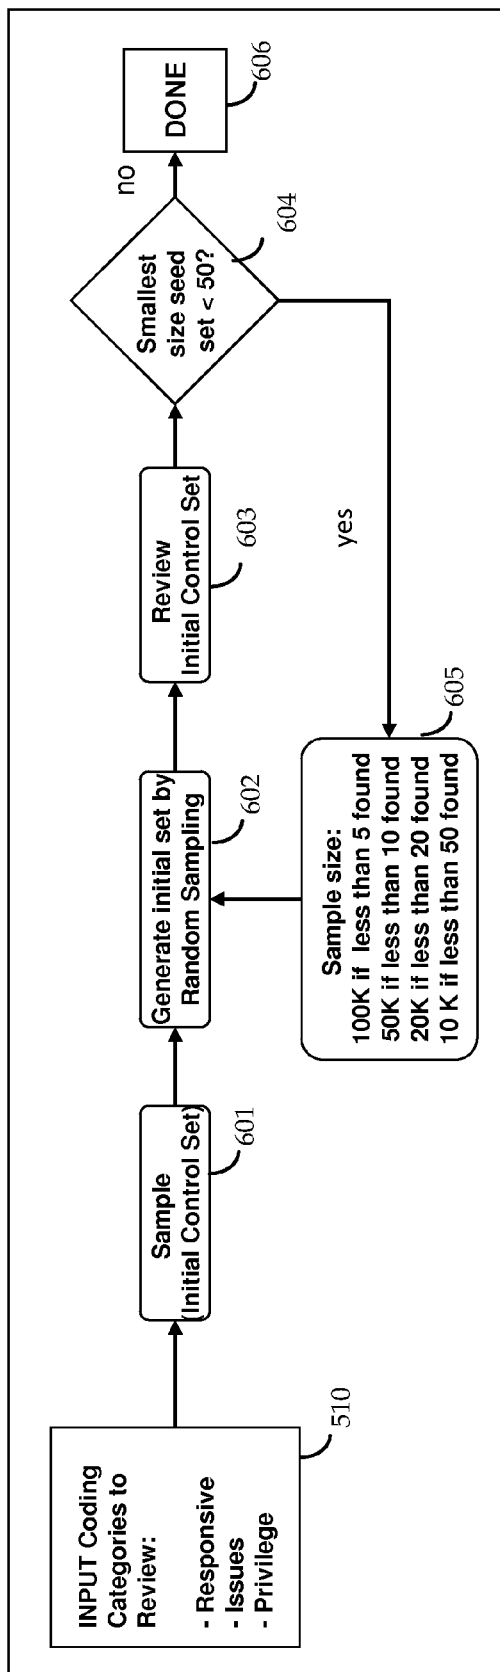 INPUT Coding
Categories to
Review:
- Responsive
- Issues
- Privilege
510
Sample
(Initial Control Set)
601
Generate initial set by
Random Sampling
602
Review
Initial Control Set
603
Smallest
size seed
set < 50?
604
no
DONE
606
yes
Sample size:
100K if less than 5 found
50K if less than 10 found
20K if less than 20 found
10 K if less than 50 found
605